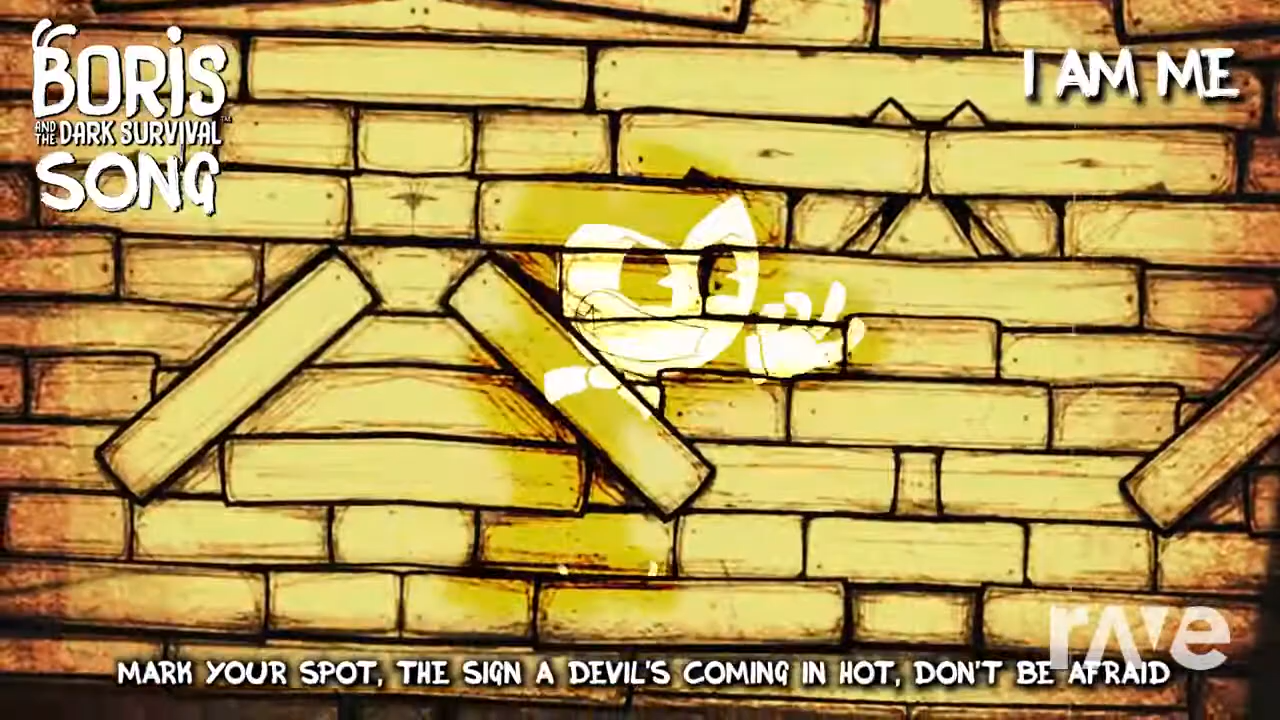 BORIS
AND THE DARK SURVIVAL™
SONG
I AM ME
rave
MARK YOUR SPOT, THE SIGN A DEVIL'S COMING IN HOT, DON'T BE AFRAID